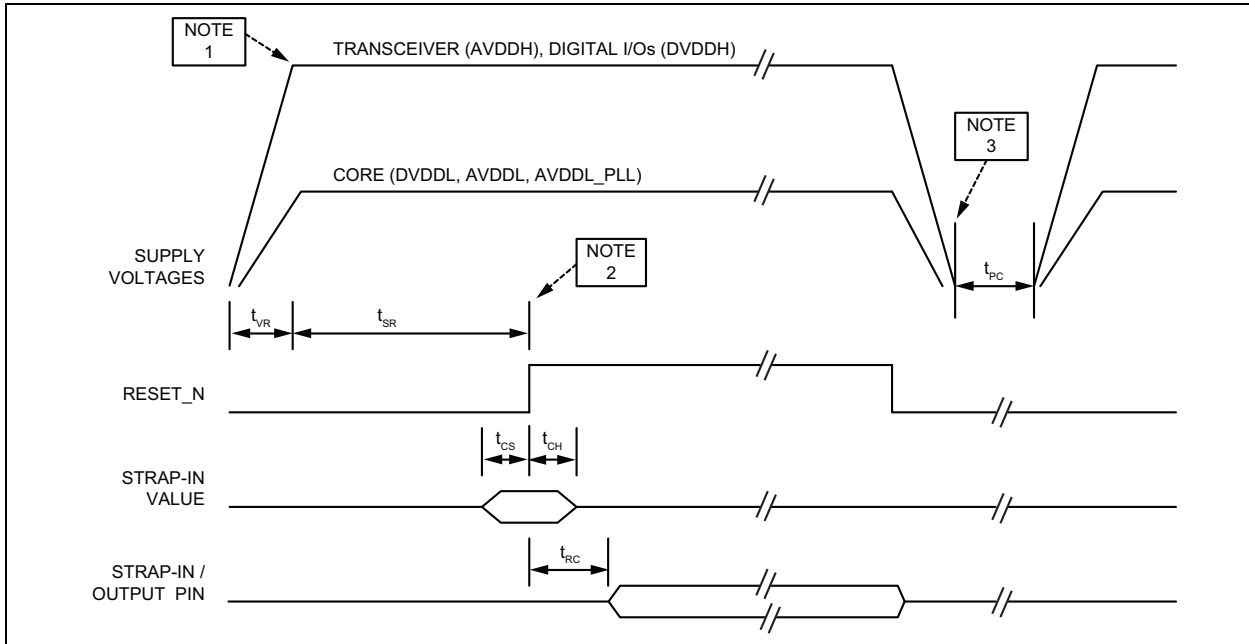 NOTE
1
TRANSCEIVER (AVDDH), DIGITAL I/Os (DVDDH)
NOTE
3
CORE (DVDDL, AVDDL, AVDDL_PLL)
SUPPLY
VOLTAGES
NOTE
2
tPC
tVR
tSR
RESET_N
tCS
tCH
STRAP-IN
VALUE
tRC
STRAP-IN /
OUTPUT PIN